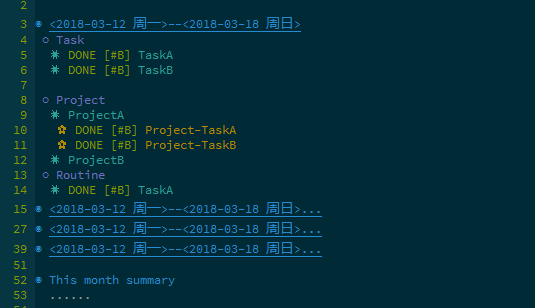 2
3 ◉ <2018-03-12 周一>--<2018-03-18 周日>
4 ○ Task
5 ✷ DONE [#B] TaskA
6 ✷ DONE [#B] TaskB
7
8 ○ Project
9 ✷ ProjectA
10 ✿ DONE [#B] Project-TaskA
11 ✿ DONE [#B] Project-TaskB
12 ✷ ProjectB
13 ○ Routine
14 ✷ DONE [#B] TaskA
15 ◉ <2018-03-12 周一>--<2018-03-18 周日>...
27 ◉ <2018-03-12 周一>--<2018-03-18 周日>...
39 ◉ <2018-03-12 周一>--<2018-03-18 周日>...
51
52 ◉ This month summary
53 ......